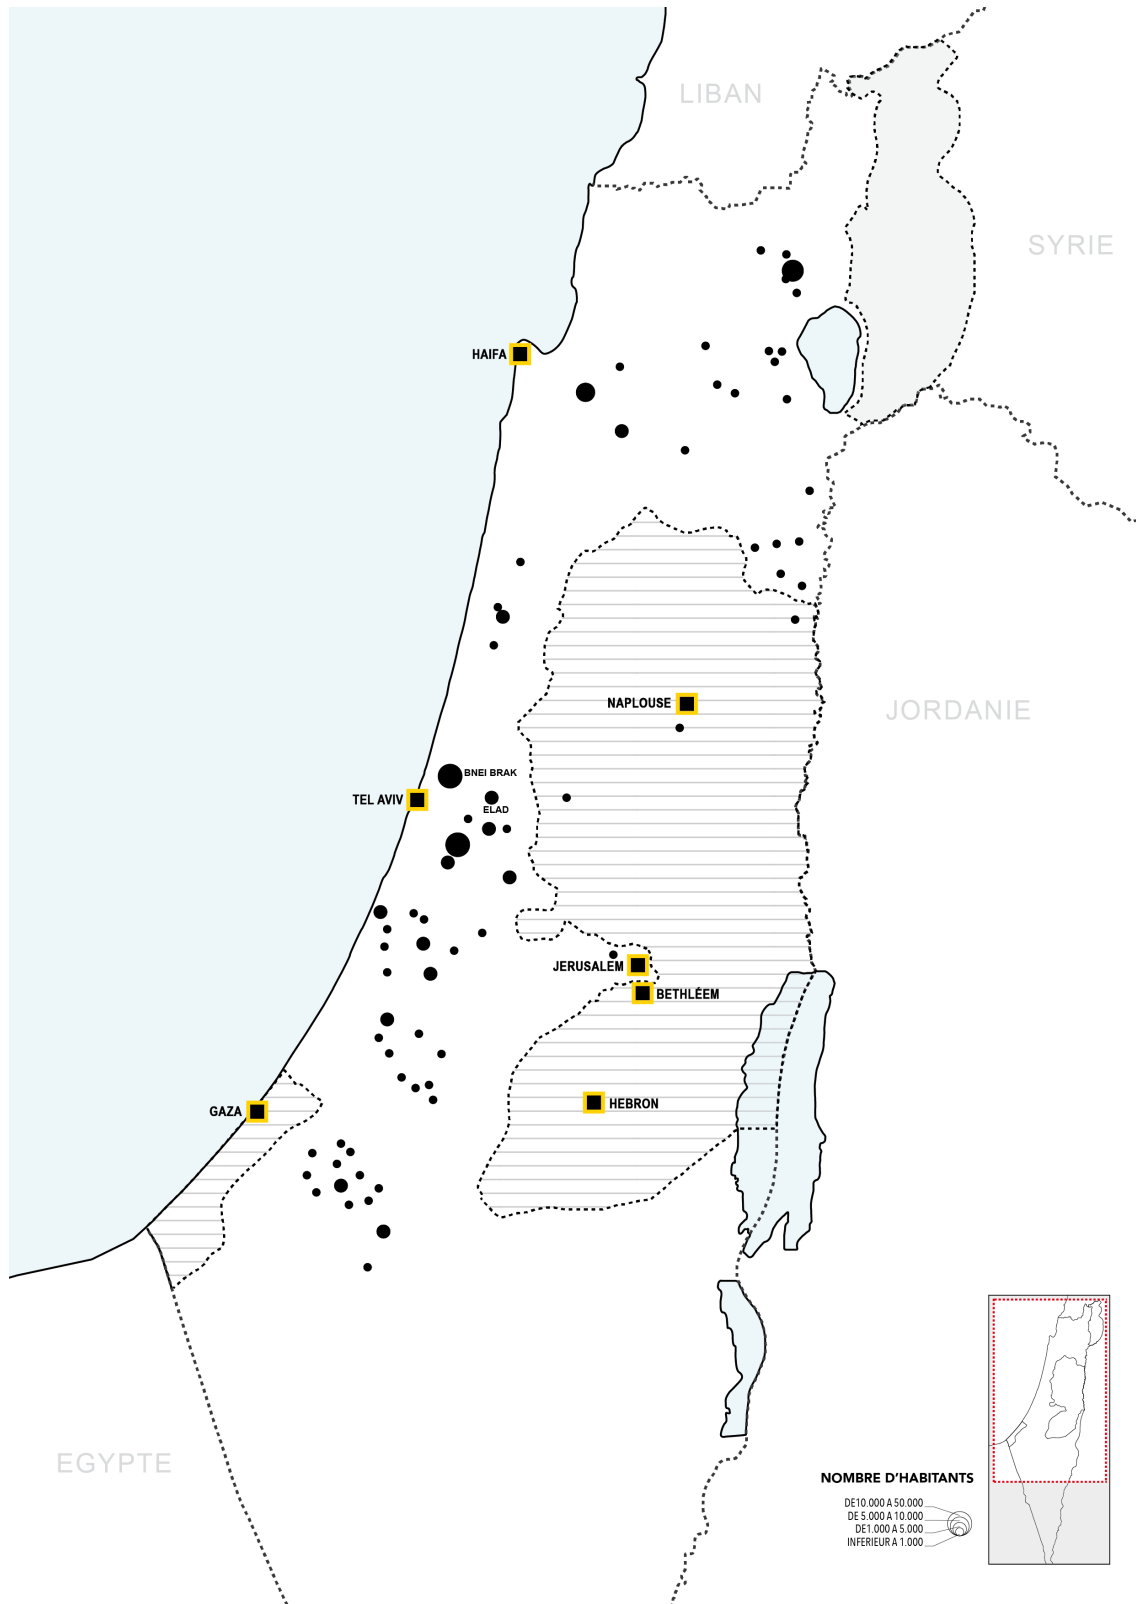 LIBAN
SYRIE
HAIFA
NAPLOUSE
JORDANIE
BNEI BRAK
TEL AVIV
ELAD
JERUSALEM
BETHLÉEM
HEBRON
GAZA
EGYPTE
NOMBRE D'HABITANTS
DE10.000 A 50.000
DE 5.000 A 10.000
DE1.000 A 5.000
INFERIEUR A 1.000